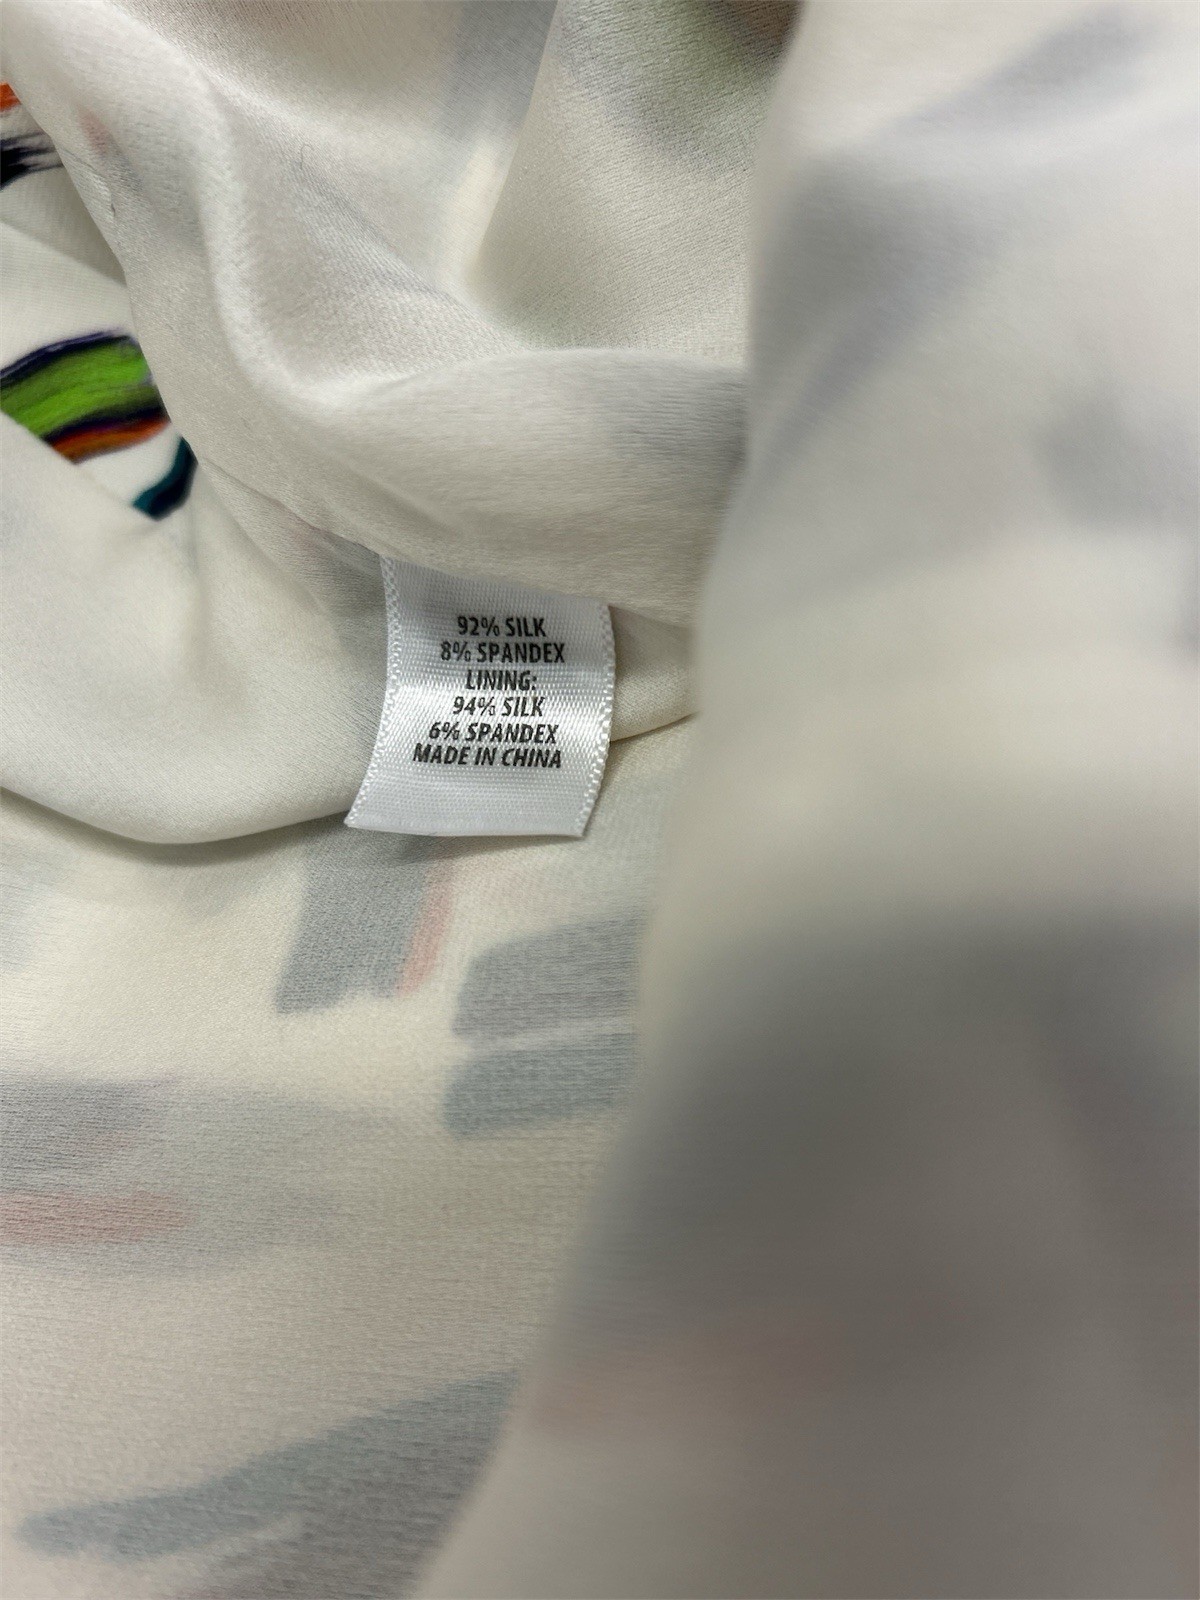 92% SILK
8% SPANDEX
LINING:
94% SILK
6% SPANDEX
MADE IN CHINA